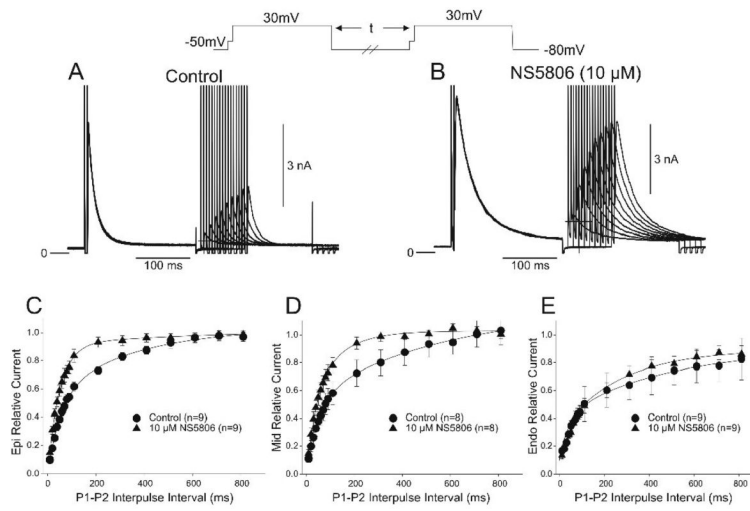 30mV
t
30mV
-50mV
-80mV
A
Control
B
NS5806 (10 µM)
3 nA
3 nA
0
100 ms
0
100 ms
C
D
E
Epi Relative Current
1.0
0.8
0.6
0.4
0.2
0.0
Control (n=9)
10 µM NS5806 (n=9)
0 200 400 600 800
P1-P2 Interpulse Interval (ms)
Mid Relative Current
1.0
0.8
0.6
0.4
0.2
0.0
Control (n=8)
10 µM NS5806 (n=8)
0 200 400 600 800
P1-P2 Interpulse Interval (ms)
Endo Relative Current
1.0
0.8
0.6
0.4
0.2
0.0
Control (n=9)
10 µM NS5806 (n=9)
0 200 400 600 800
P1-P2 Interpulse Interval (ms)